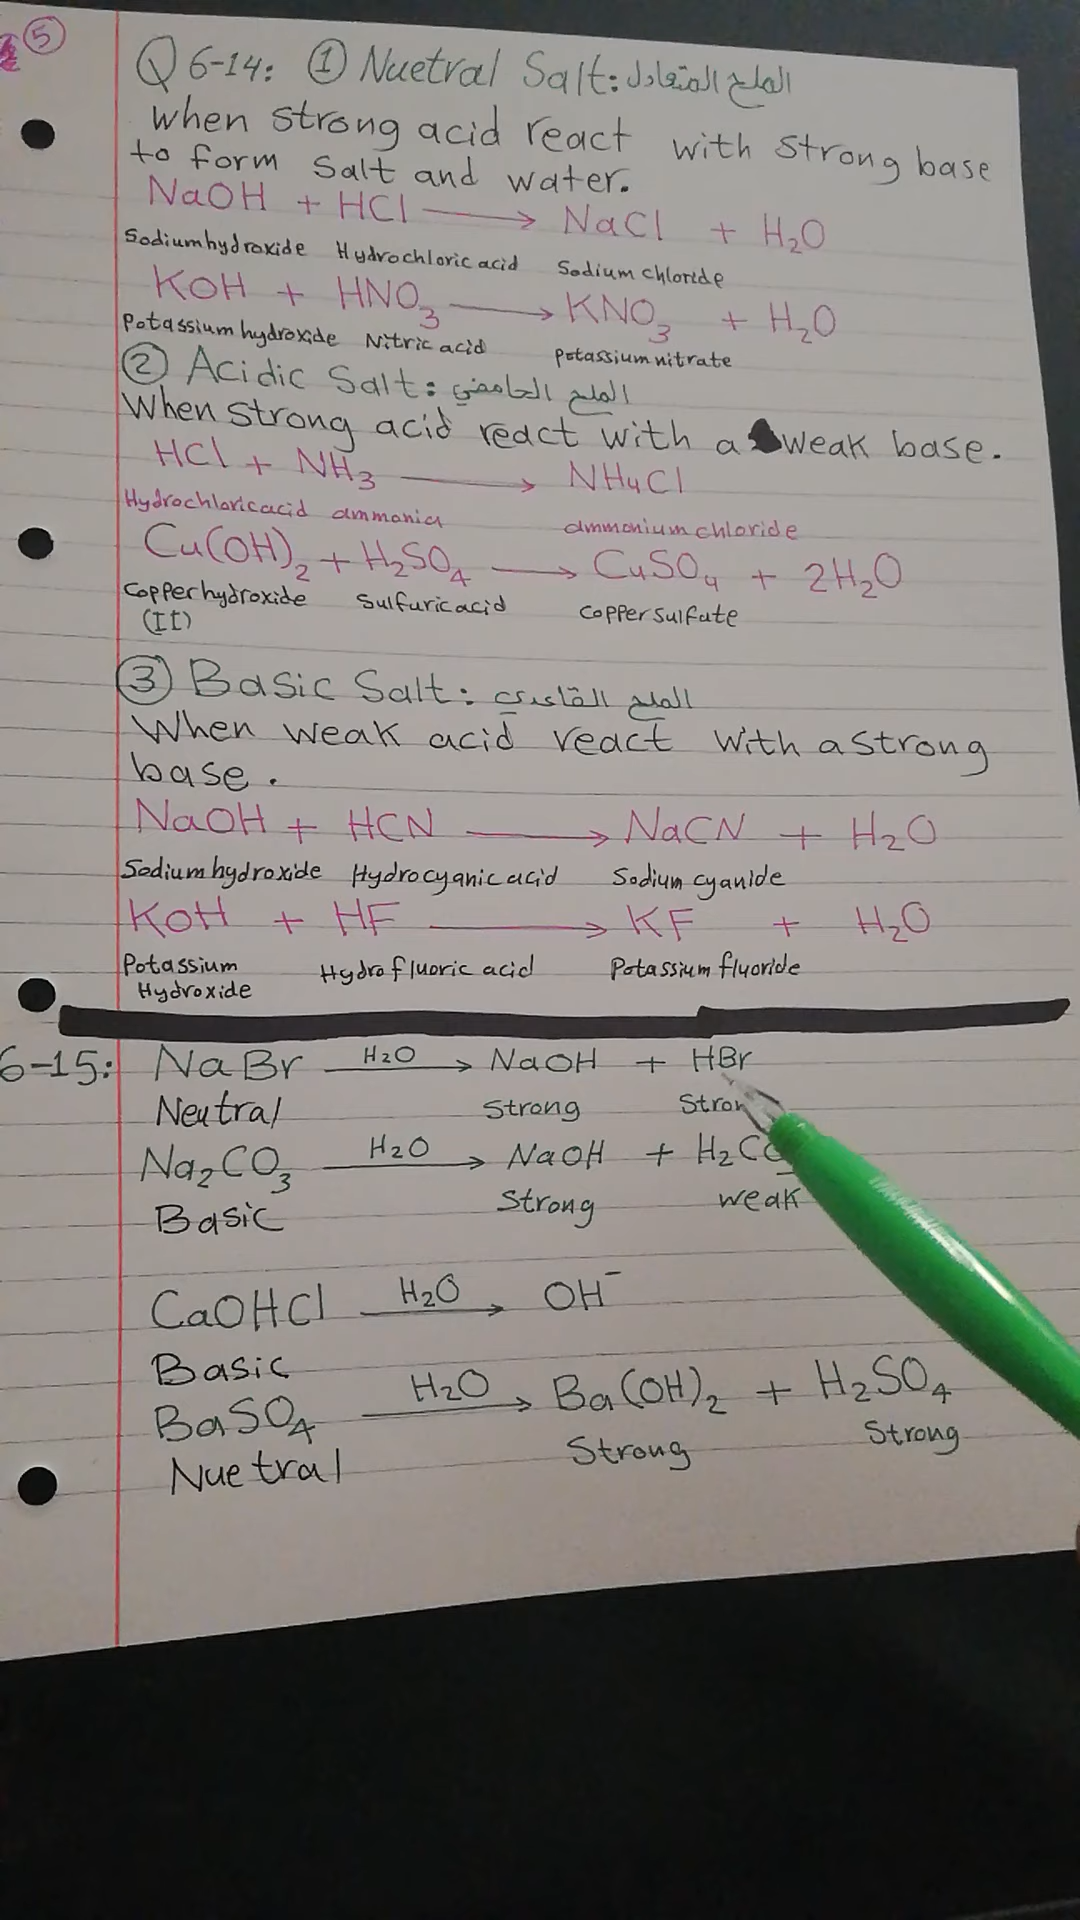 5
Q 6-14: ① Nuetral Salt: الملح المتعادل
when strong acid react with strong base
to form salt and water.
NaOH + HCl → NaCl + H₂O
Sodium hydroxide Hydrochloric acid Sodium chloride
KOH + HNO₃ → KNO₃ + H₂O
Potassium hydroxide Nitric acid Potassium nitrate
② Acidic Salt: الملح الحامضي
When strong acid react with a weak base.
HCl + NH₃ → NH₄Cl
Hydrochloric acid ammonia ammonium chloride
Cu(OH)₂ + H₂SO₄ → CuSO₄ + 2H₂O
Copper hydroxide Sulfuric acid Copper sulfate
(II)
③ Basic Salt: الملح القاعدي
When weak acid react with a strong
base.
NaOH + HCN → NaCN + H₂O
Sodium hydroxide Hydrocyanic acid Sodium cyanide
KOH + HF → KF + H₂O
Potassium Hydrofluoric acid Potassium fluoride
Hydroxide
6-15: NaBr H₂O → NaOH + HBr
Neutral Strong Stron
Na₂CO₃ H₂O → NaOH + H₂CO
Basic Strong weak
CaOHCl H₂O → OH⁻
Basic
BaSO₄ H₂O → Ba(OH)₂ + H₂SO₄
Nuetral Strong Strong